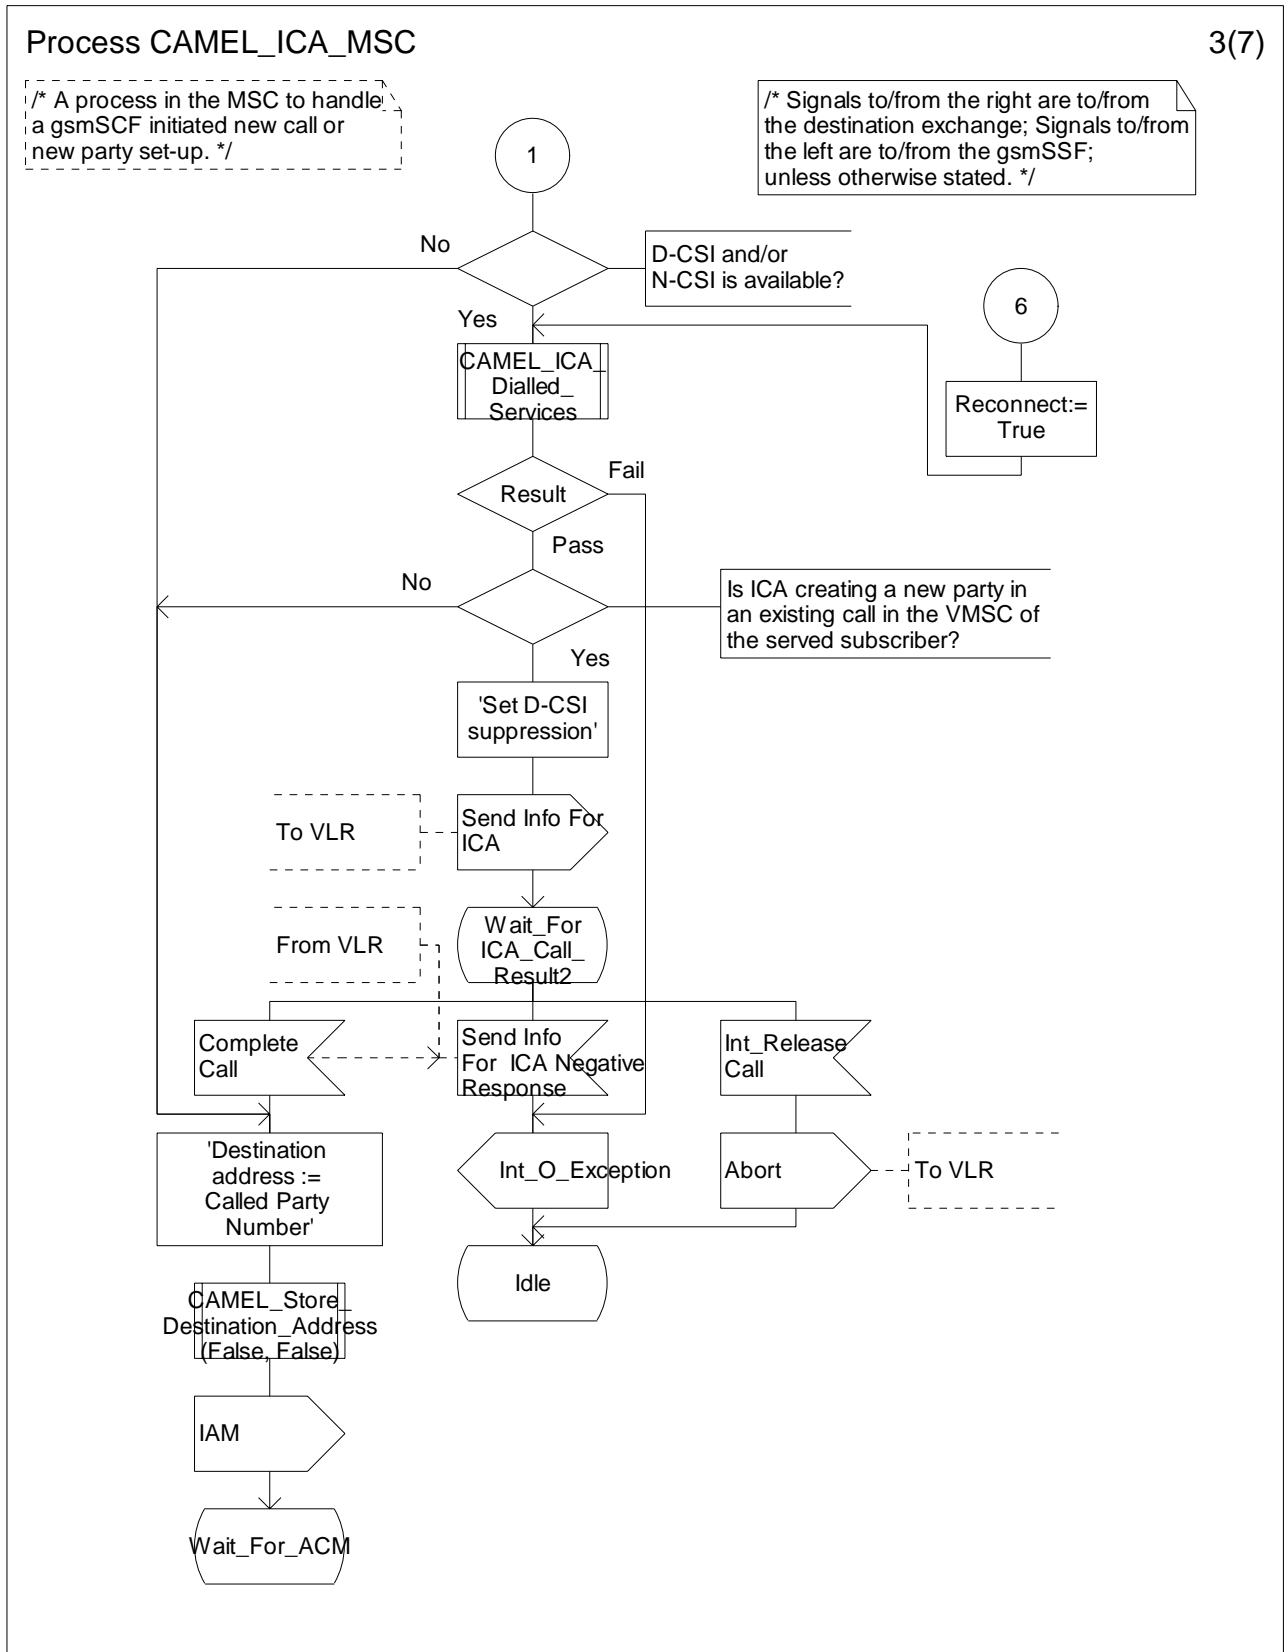 Process CAMEL_ICA_MSC
3(7)
/* A process in the MSC to handle
a gsmSCF initiated new call or
new party set-up. */
/* Signals to/from the right are to/from
the destination exchange; Signals to/from
the left are to/from the gsmSSF;
unless otherwise stated. */
1
No
D-CSI and/or
N-CSI is available?
6
Yes
CAMEL_ICA_
Dialled_
Services
Reconnect:=
True
Fail
Result
Pass
No
Is ICA creating a new party in
an existing call in the VMSC of
the served subscriber?
Yes
'Set D-CSI
suppression'
To VLR
Send Info For
ICA
From VLR
Wait_For
ICA_Call_
Result2
Complete
Call
Send Info
For ICA Negative
Response
Int_Release
Call
'Destination
address :=
Called Party
Number'
Int_O_Exception
Abort
To VLR
Idle
CAMEL_Store_
Destination_Address
(False, False)
IAM
Wait_For_ACM